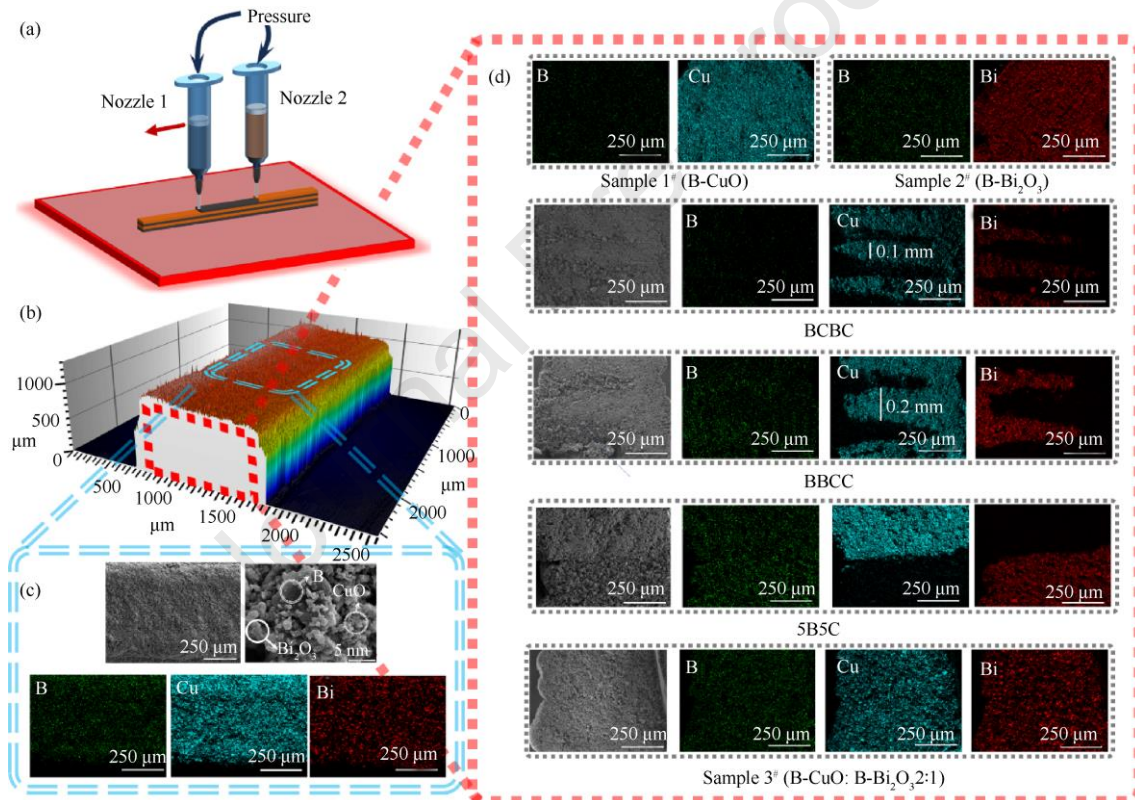 (a)
Pressure
Nozzle 1
Nozzle 2
(b)
1000
500
μm
0
500
1000
μm
1500
2000
2500
0
1000
2000
μm
(c)
250 μm
B
CuO
Bi₂O₃
5 nm
B
Cu
Bi
250 μm
250 μm
250 μm
(d)
B
Cu
B
Bi
250 μm
250 μm
250 μm
250 μm
Sample 1# (B-CuO)
Sample 2# (B-Bi₂O₃)
B
Cu
Bi
0.1 mm
250 μm
250 μm
250 μm
250 μm
BCBC
B
Cu
Bi
0.2 mm
250 μm
250 μm
250 μm
250 μm
BBCC
B
Cu
Bi
250 μm
250 μm
250 μm
250 μm
5B5C
B
Cu
Bi
250 μm
250 μm
250 μm
250 μm
Sample 3# (B-CuO: B-Bi₂O₃2:1)